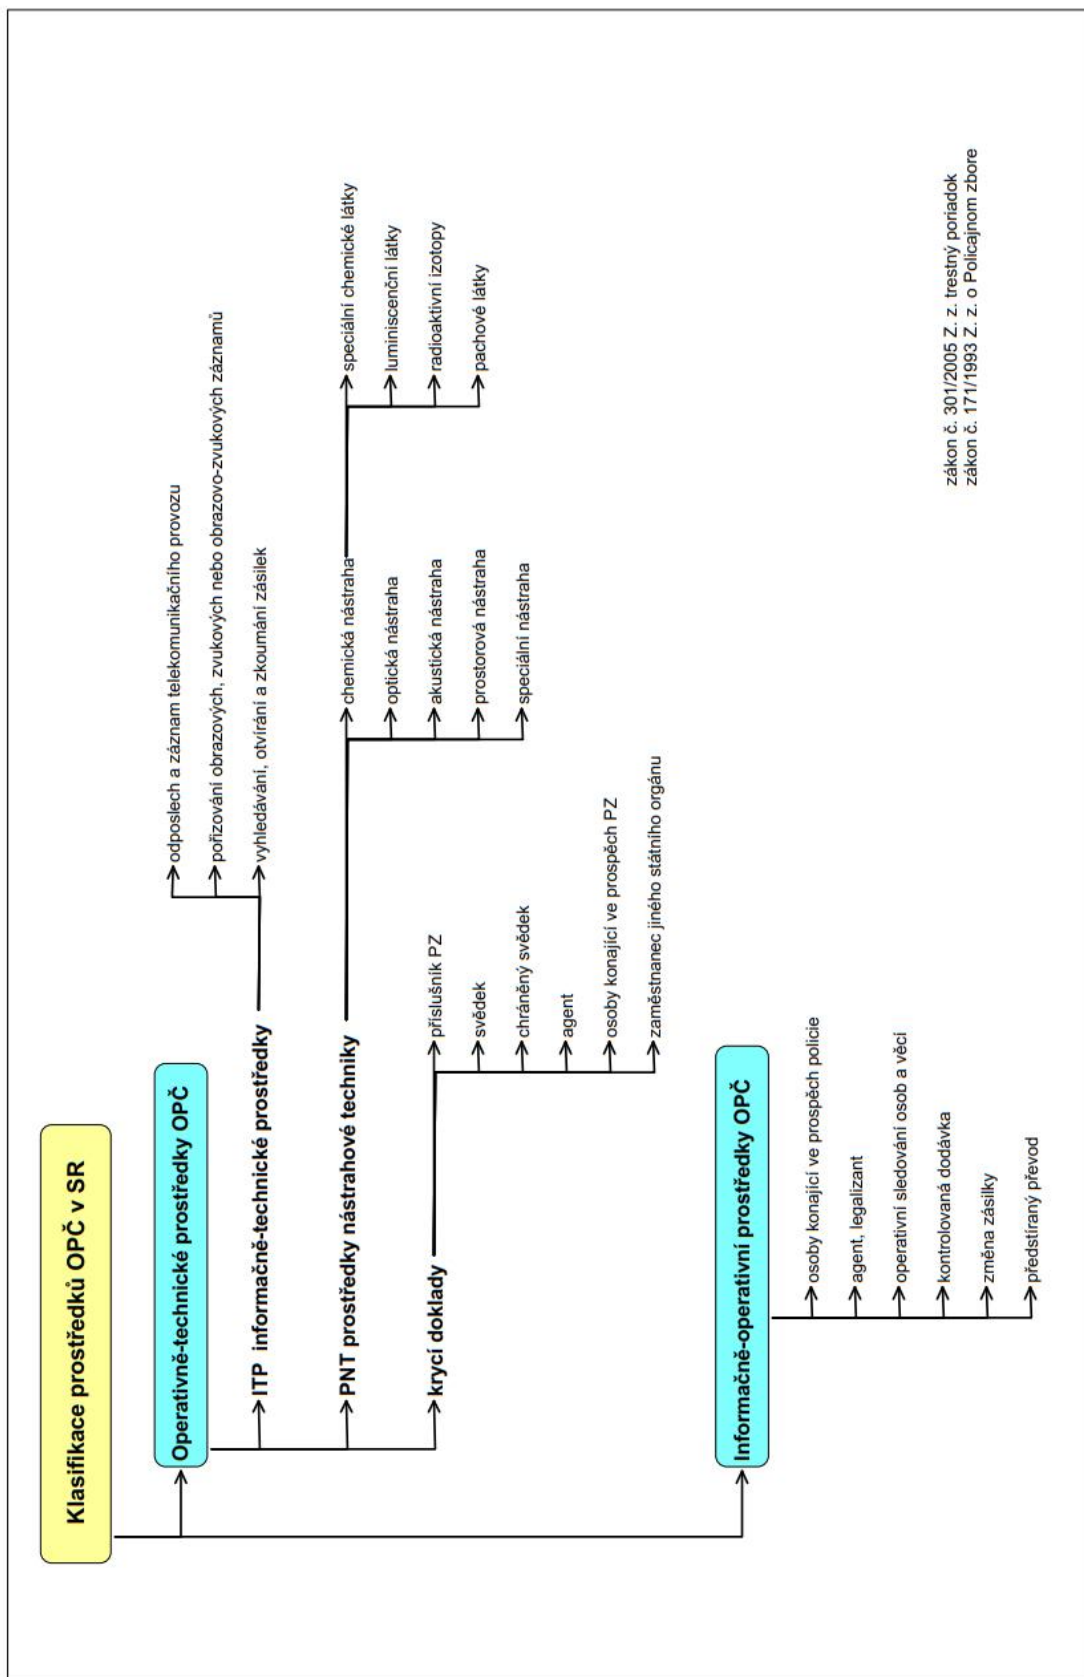 Klasifikace prostředků OPČ v SR
Operativně-technické prostředky OPČ
ITP informačně-technické prostředky
odposlech a záznam telekomunikačního provozu
pořizování obrazových, zvukových nebo obrazovo-zvukových záznamů
vyhledávání, otvírání a zkoumání zásilek
PNT prostředky nástrahové techniky
chemická nástraha
speciální chemické látky
luminiscenční látky
radioaktivní izotopy
pachové látky
optická nástraha
akustická nástraha
prostorová nástraha
speciální nástraha
krycí doklady
příslušník PZ
svědek
chráněný svědek
agent
osoby konající ve prospěch PZ
zaměstnanec jiného státního orgánu
Informačně-operativní prostředky OPČ
osoby konající ve prospěch policie
agent, legalizant
operativní sledování osob a věcí
kontrolovaná dodávka
změna zásilky
předstíraný převod
zákon č. 301/2005 Z. z. trestný poriadok
zákon č. 171/1993 Z. z. o Policajnom zbore